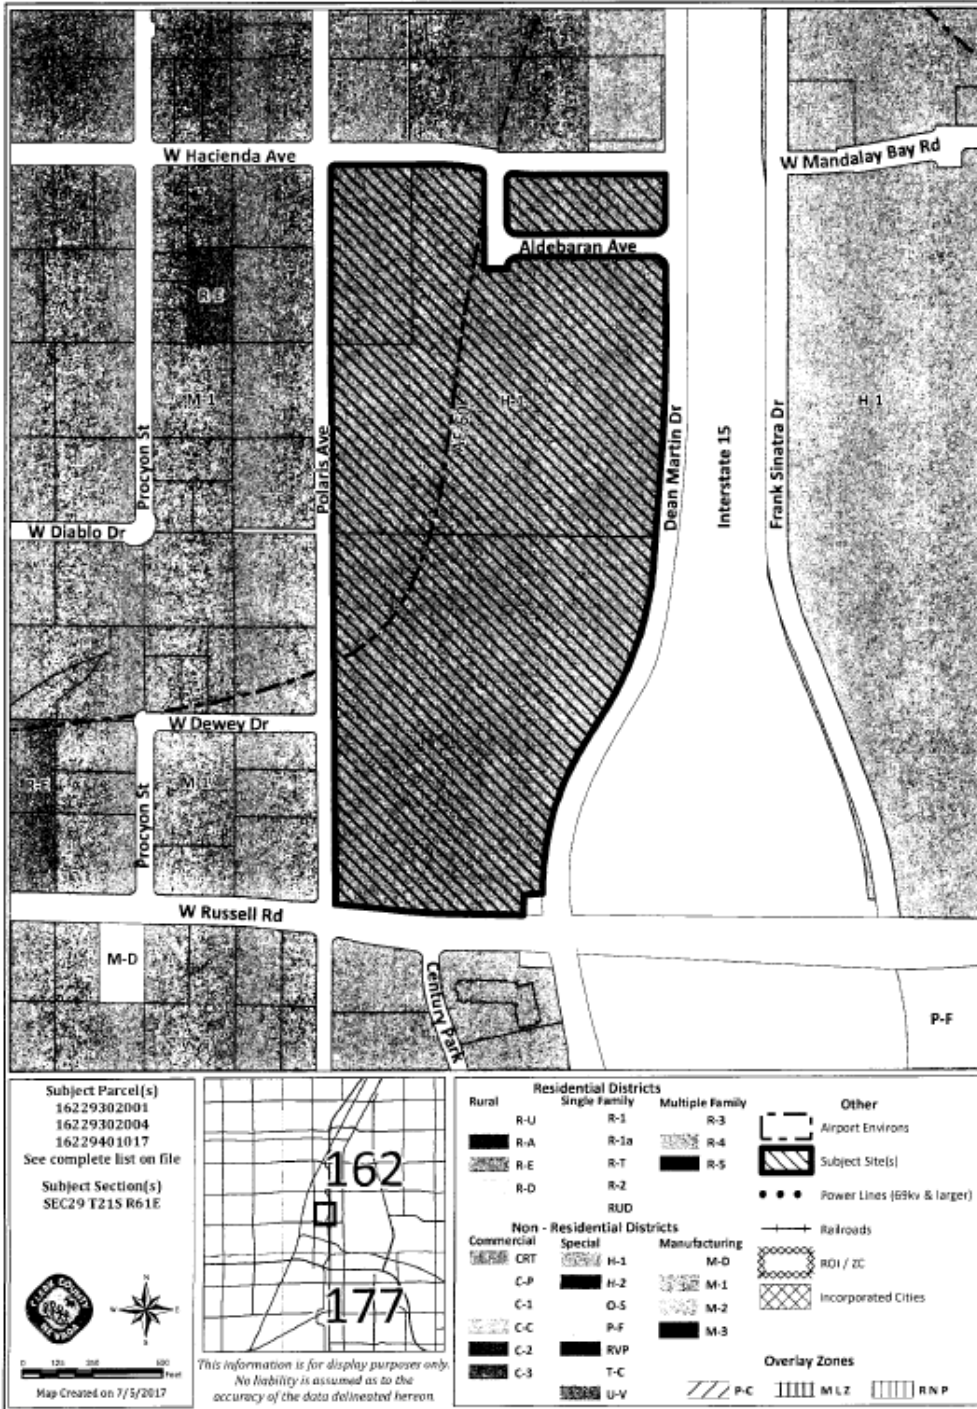 W Hacienda Ave
W Mandalay Bay Rd
Aldebaran Ave
R-E
M-1
H-1
H-1
Procyon St
Polaris Ave
Dean Martin Dr
Interstate 15
Frank Sinatra Dr
W Diablo Dr
W Dewey Dr
M-1
Procyon St
W Russell Rd
M-D
Century Park
P-F
Subject Parcel(s)
16229302001
16229302004
16229401017
See complete list on file
Subject Section(s)
SEC29 T21S R61E
CLARK COUNTY
NEVADA
N
W
E
S
Feet
Map Created on 7/5/2017
162
177
This information is for display purposes only.
No liability is assumed as to the
accuracy of the data delineated hereon.
Residential Districts
Rural
Single Family
Multiple Family
R-U
R-A
R-E
R-D
R-1
R-1a
R-T
R-2
RUD
R-3
R-4
R-5
Non - Residential Districts
Commercial
Special
Manufacturing
CRT
C-P
C-1
C-C
C-2
C-3
H-1
H-2
O-S
P-F
RVP
T-C
U-V
M-D
M-1
M-2
M-3
Other
Airport Environs
Subject Site(s)
Power Lines (69kv & larger)
Railroads
ROI / ZC
Incorporated Cities
Overlay Zones
P-C
M L Z
R N P